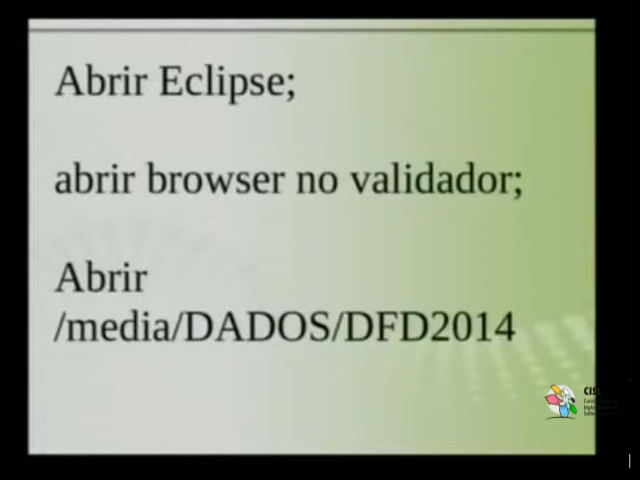 Abrir Eclipse;
abrir browser no validador;
Abrir
/media/DADOS/DFD2014